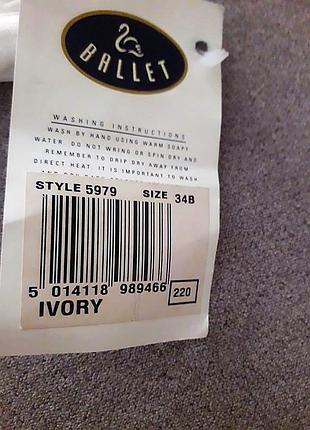 BALLET
WASHING INSTRUCTIONS
WASH BY HAND USING WARM SOAPY
WATER. DO NOT WRING OR SPIN DRY AND
REMEMBER TO DRIP DRY AWAY FROM
DIRECT HEAT. IT IS IMPORTANT TO WASH
STYLE 5979 SIZE 34B
5 014118 989466
220
IVORY